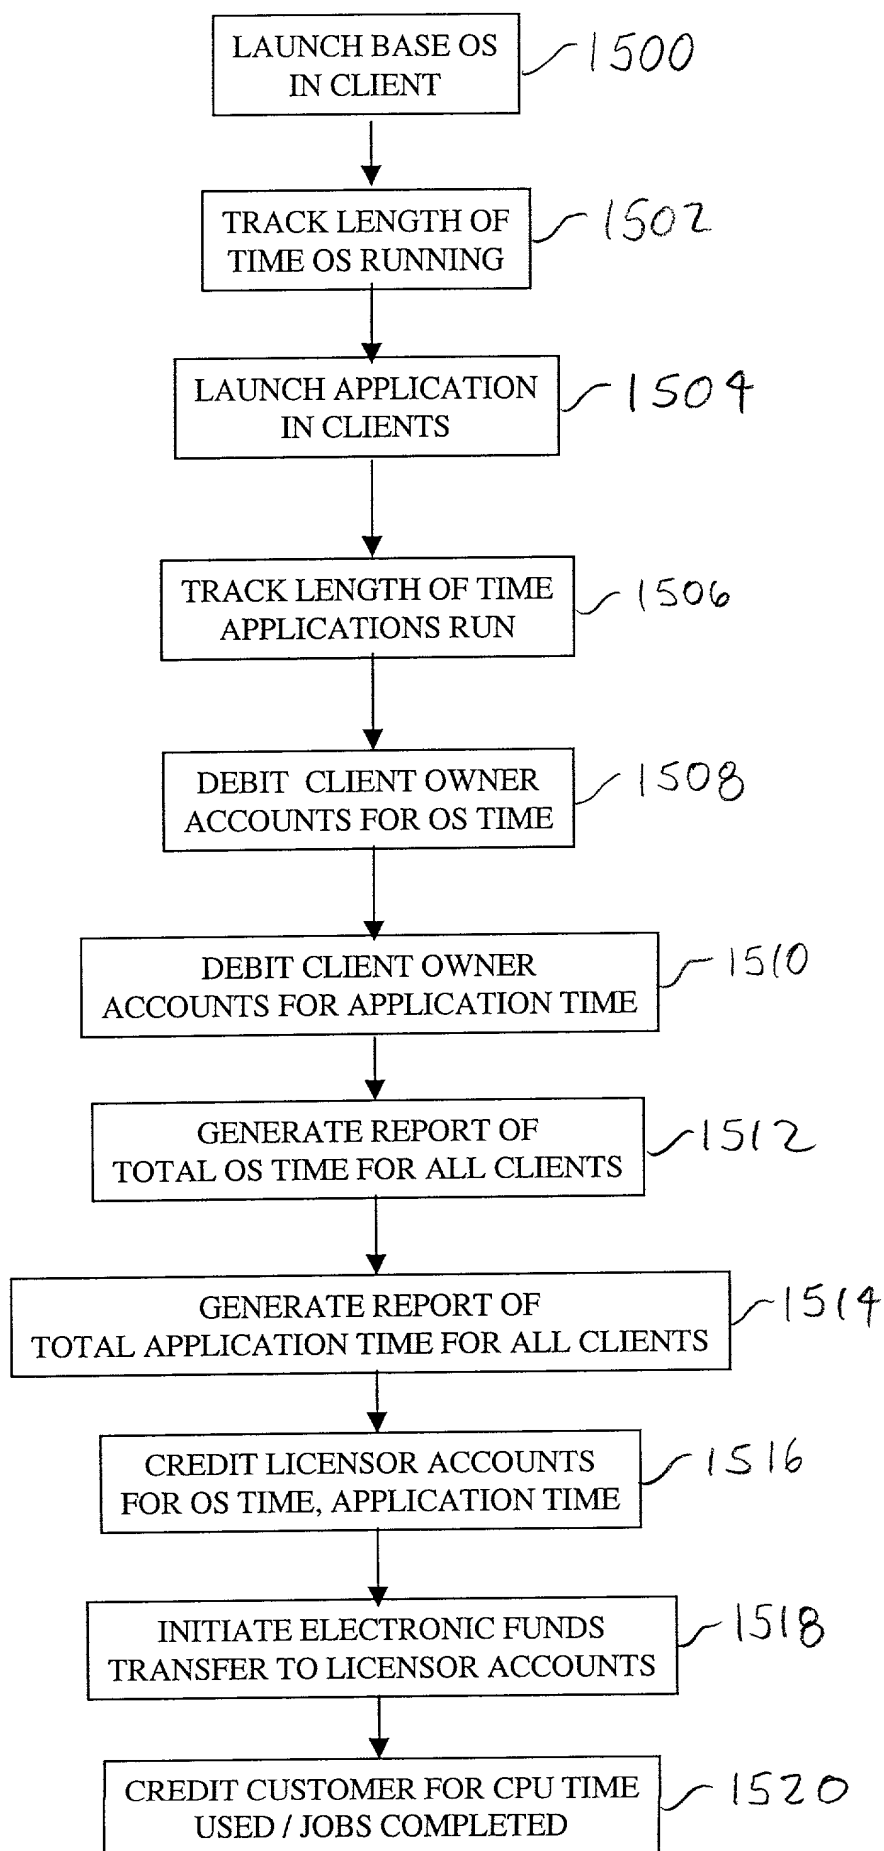 LAUNCH BASE OS
IN CLIENT
1500
TRACK LENGTH OF
TIME OS RUNNING
1502
LAUNCH APPLICATION
IN CLIENTS
1504
TRACK LENGTH OF TIME
APPLICATIONS RUN
1506
DEBIT CLIENT OWNER
ACCOUNTS FOR OS TIME
1508
DEBIT CLIENT OWNER
ACCOUNTS FOR APPLICATION TIME
1510
GENERATE REPORT OF
TOTAL OS TIME FOR ALL CLIENTS
1512
GENERATE REPORT OF
TOTAL APPLICATION TIME FOR ALL CLIENTS
1514
CREDIT LICENSOR ACCOUNTS
FOR OS TIME, APPLICATION TIME
1516
INITIATE ELECTRONIC FUNDS
TRANSFER TO LICENSOR ACCOUNTS
1518
CREDIT CUSTOMER FOR CPU TIME
USED / JOBS COMPLETED
1520